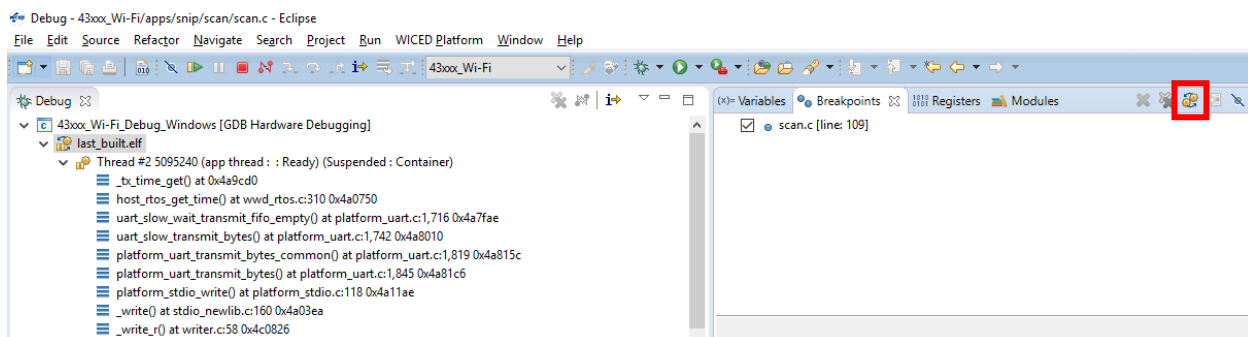 Debug - 43xxx_Wi-Fi/apps/snip/scan/scan.c - Eclipse
File Edit Source Refactor Navigate Search Project Run WICED Platform Window Help
010 43xxx_Wi-Fi
Debug
43xxx_Wi-Fi_Debug_Windows [GDB Hardware Debugging]
last_built.elf
Thread #2 5095240 (app thread : : Ready) (Suspended : Container)
_tx_time_get() at 0x4a9cd0
host_rtos_get_time() at wwd_rtos.c:310 0x4a0750
uart_slow_wait_transmit_fifo_empty() at platform_uart.c:1,716 0x4a7fae
uart_slow_transmit_bytes() at platform_uart.c:1,742 0x4a8010
platform_uart_transmit_bytes_common() at platform_uart.c:1,819 0x4a815c
platform_uart_transmit_bytes() at platform_uart.c:1,845 0x4a81c6
platform_stdio_write() at platform_stdio.c:118 0x4a11ae
_write() at stdio_newlib.c:160 0x4a03ea
_write_r() at writer.c:58 0x4c0826
(x)= Variables Breakpoints 1010 0101 Registers Modules
scan.c [line: 109]